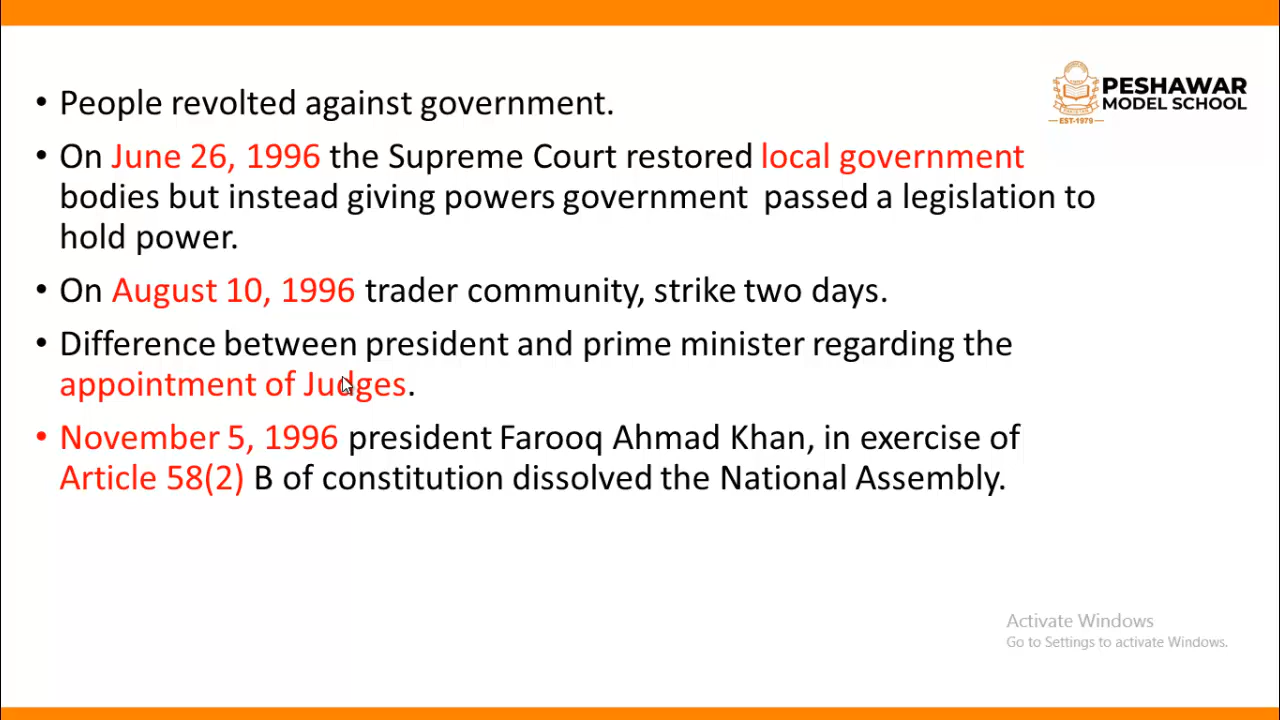 PESHAWAR
MODEL SCHOOL
EST-1979
• People revolted against government.
• On June 26, 1996 the Supreme Court restored local government
bodies but instead giving powers government passed a legislation to
hold power.
• On August 10, 1996 trader community, strike two days.
• Difference between president and prime minister regarding the
appointment of Judges.
• November 5, 1996 president Farooq Ahmad Khan, in exercise of
Article 58(2) B of constitution dissolved the National Assembly.
Activate Windows
Go to Settings to activate Windows.